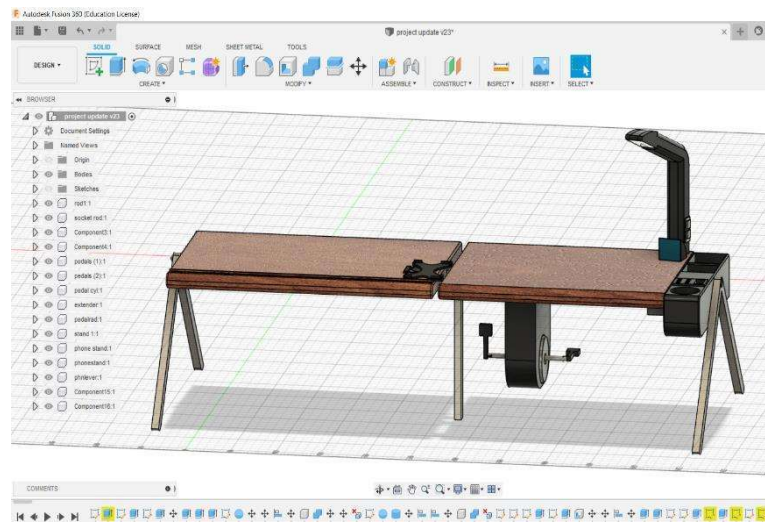 Autodesk Fusion 360 (Education License)
project update v23*
SOLID SURFACE MESH SHEET METAL TOOLS
DESIGN
CREATE MODIFY ASSEMBLE CONSTRUCT INSPECT INSERT SELECT
BROWSER
project update v23
Document Settings
Named Views
Origin
Bodies
Sketches
rod1:1
socket rod:1
Component3:1
Component4:1
pedals (1):1
pedals (2):1
pedal cyl:1
extender:1
pedalrad:1
stand 1:1
phone stand:1
phonestand:1
Component15:1
Component16:1
COMMENTS